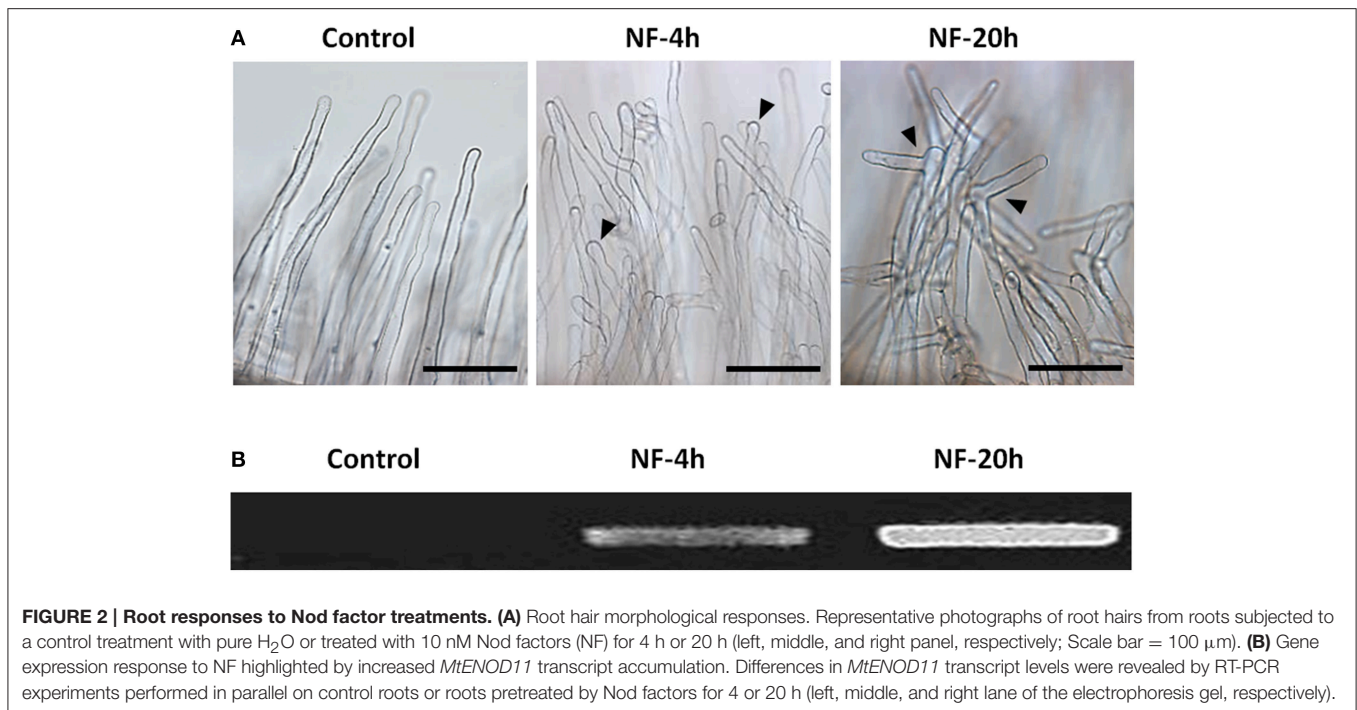 A Control NF-4h NF-20h
B Control NF-4h NF-20h
FIGURE 2 | Root responses to Nod factor treatments. (A) Root hair morphological responses. Representative photographs of root hairs from roots subjected to
a control treatment with pure H₂O or treated with 10 nM Nod factors (NF) for 4 h or 20 h (left, middle, and right panel, respectively; Scale bar = 100 μm). (B) Gene
expression response to NF highlighted by increased MtENOD11 transcript accumulation. Differences in MtENOD11 transcript levels were revealed by RT-PCR
experiments performed in parallel on control roots or roots pretreated by Nod factors for 4 or 20 h (left, middle, and right lane of the electrophoresis gel, respectively).